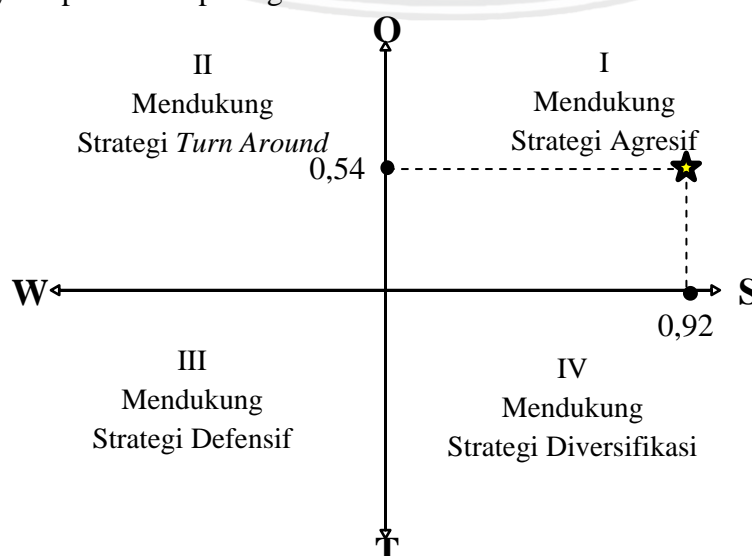 O
II
Mendukung
Strategi Turn Around
I
Mendukung
Strategi Agresif
0,54
W
S
0,92
III
Mendukung
Strategi Defensif
IV
Mendukung
Strategi Diversifikasi
T